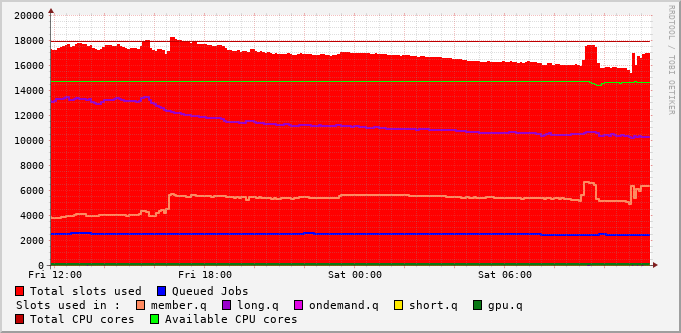 RRDTOOL / TOBI OETIKER
20000
18000
16000
14000
12000
10000
8000
6000
4000
2000
0
Fri 12:00 Fri 18:00 Sat 00:00 Sat 06:00
Total slots used Queued Jobs
Slots used in : member.q long.q ondemand.q short.q gpu.q
Total CPU cores Available CPU cores